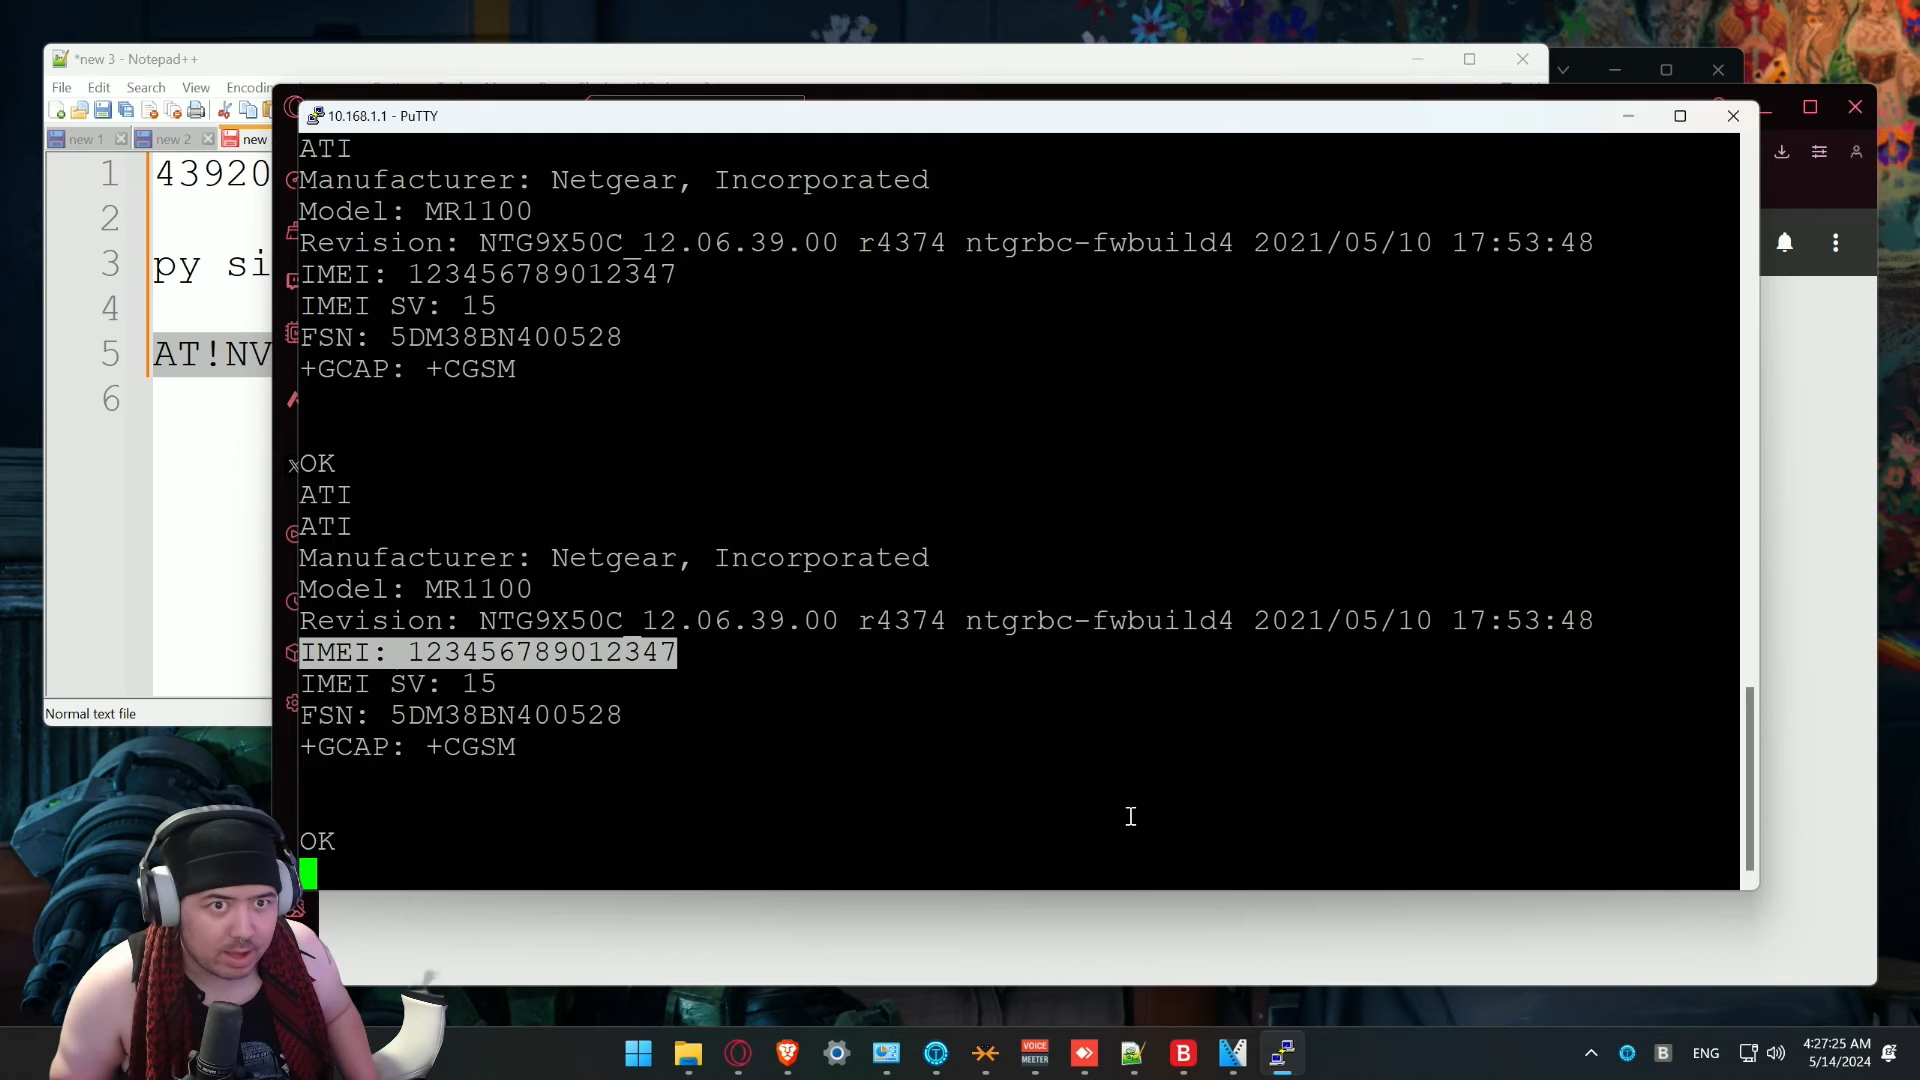 *new 3 - Notepad++
File Edit Search View Encodin
new 1 new 2 new
1 43920
2
3 py si
4
5 AT!NV
6
Normal text file
10.168.1.1 - PuTTY
ATI
Manufacturer: Netgear, Incorporated
Model: MR1100
Revision: NTG9X50C_12.06.39.00 r4374 ntgrbc-fwbuild4 2021/05/10 17:53:48
IMEI: 123456789012347
IMEI SV: 15
FSN: 5DM38BN400528
+GCAP: +CGSM
OK
ATI
ATI
Manufacturer: Netgear, Incorporated
Model: MR1100
Revision: NTG9X50C_12.06.39.00 r4374 ntgrbc-fwbuild4 2021/05/10 17:53:48
IMEI: 123456789012347
IMEI SV: 15
FSN: 5DM38BN400528
+GCAP: +CGSM
OK
VOICE
MEETER
B
B
ENG
4:27:25 AM
5/14/2024